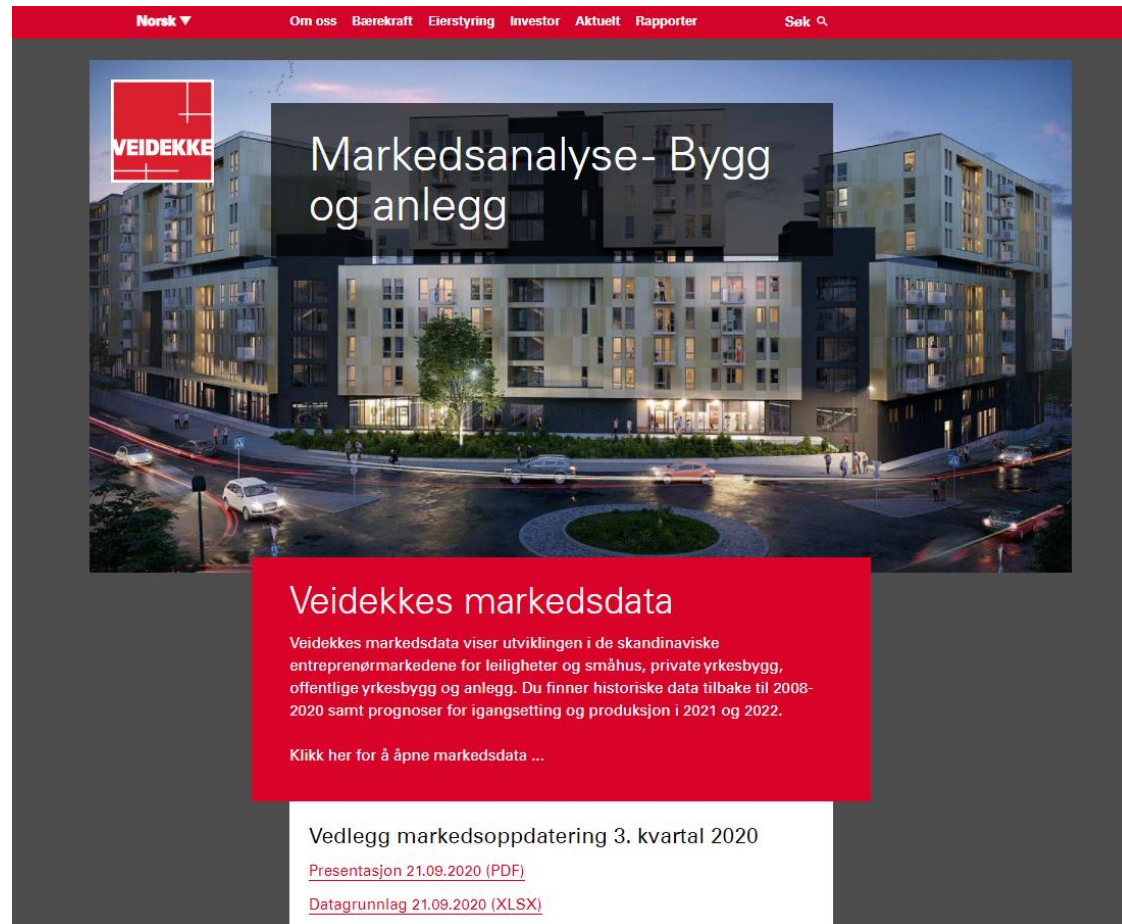 Norsk ▼ Om oss Bærekraft Eierstyring Investor Aktuelt Rapporter Søk
VEIDEKKE
Markedsanalyse - Bygg
og anlegg
Veidekkes markedsdata
Veidekkes markedsdata viser utviklingen i de skandinaviske
entreprenørmarkedene for leiligheter og småhus, private yrkesbygg,
offentlige yrkesbygg og anlegg. Du finner historiske data tilbake til 2008-
2020 samt prognoser for igangsetting og produksjon i 2021 og 2022.
Klikk her for å åpne markedsdata ...
Vedlegg markedsoppdatering 3. kvartal 2020
Presentasjon 21.09.2020 (PDF)
Datagrunnlag 21.09.2020 (XLSX)